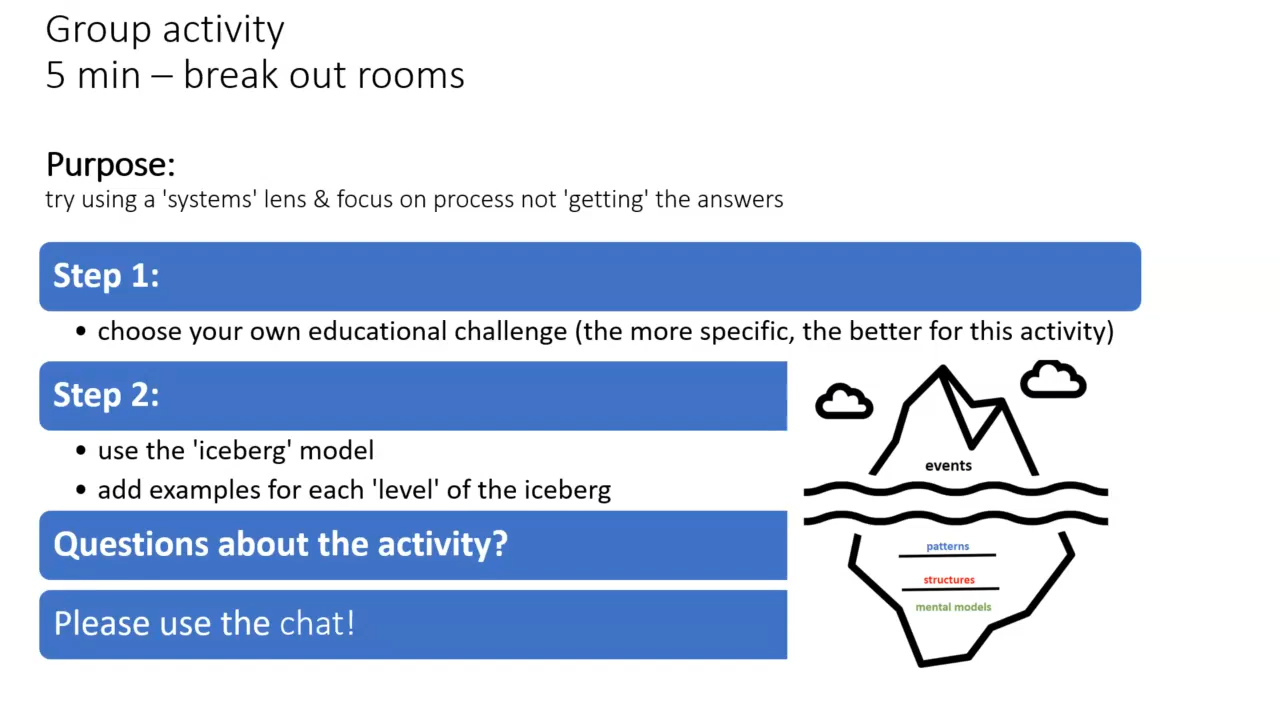 Group activity
5 min – break out rooms
Purpose:
try using a 'systems' lens & focus on process not 'getting' the answers
Step 1:
• choose your own educational challenge (the more specific, the better for this activity)
Step 2:
• use the 'iceberg' model
• add examples for each 'level' of the iceberg
Questions about the activity?
Please use the chat!
events
patterns
structures
mental models